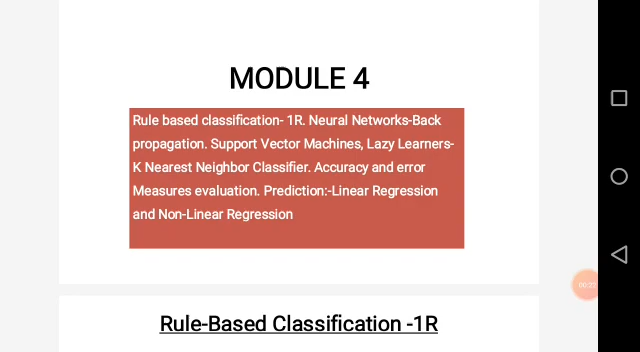 MODULE 4
Rule based classification- 1R. Neural Networks-Back
propagation. Support Vector Machines, Lazy Learners-
K Nearest Neighbor Classifier. Accuracy and error
Measures evaluation. Prediction:-Linear Regression
and Non-Linear Regression
Rule-Based Classification -1R